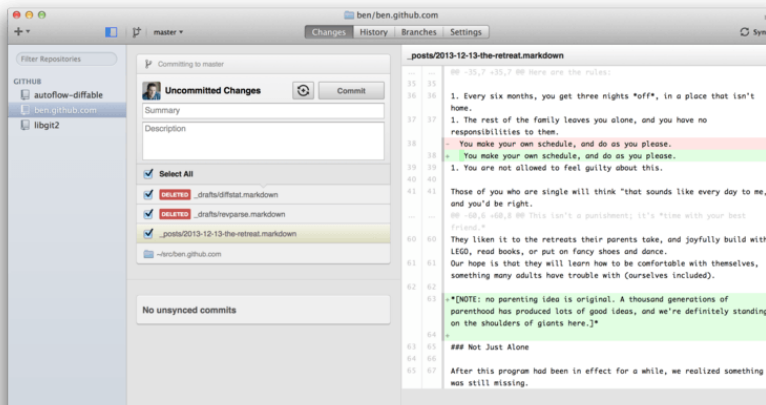 ben/ben.github.com
master
Changes
History
Branches
Settings
Syn
Filter Repositories
GITHUB
autoflow-diffable
ben.github.com
libgit2
Committing to master
Uncommitted Changes
Commit
Summary
Description
Select All
DELETED _drafts/diffstat.markdown
DELETED _drafts/revparse.markdown
_posts/2013-12-13-the-retreat.markdown
~/src/ben.github.com
No unsynced commits
_posts/2013-12-13-the-retreat.markdown
... ... @@ -35,7 +35,7 @@ Here are the rules:
35 35
36 36 1. Every six months, you get three nights *off*, in a place that isn't
home.
37 37 1. The rest of the family leaves you alone, and you have no
responsibilities to them.
38 - You make your own schedule, and do as you please.
38 + You make your own schedule, and do as you please.
39 39 1. You are not allowed to feel guilty about this.
40 40
41 41 Those of you who are single will think "that sounds like every day to me,
and you'd be right.
... ... @@ -60,6 +60,8 @@ This isn't a punishment; it's *time with your best
friend.*
60 60 They liken it to the retreats their parents take, and joyfully build with
LEGO, read books, or put on fancy shoes and dance.
61 61 Our hope is that they will learn how to be comfortable with themselves,
something many adults have trouble with (ourselves included).
62 62
63 +*[NOTE: no parenting idea is original. A thousand generations of
parenthood has produced lots of good ideas, and we're definitely standing
on the shoulders of giants here.]*
64 +
63 65 ### Not Just Alone
64 66
65 67 After this program had been in effect for a while, we realized something
was still missing.